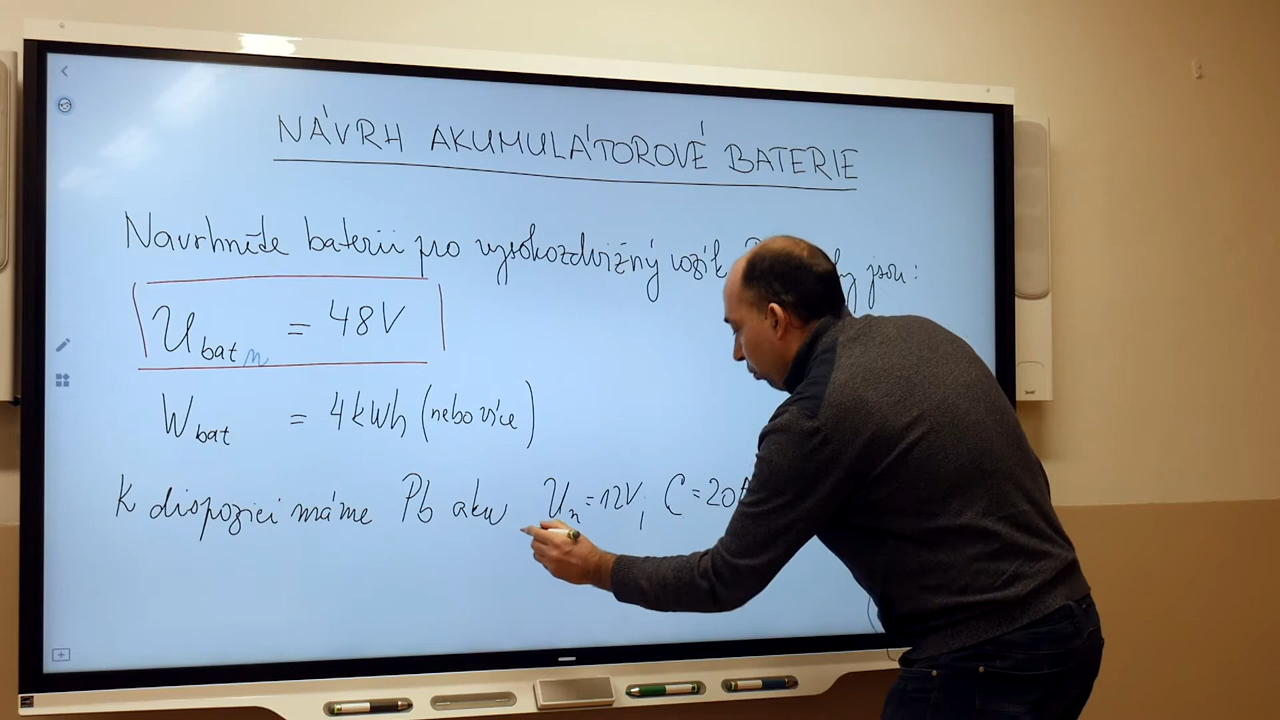 NÁVRH AKUMULÁTOROVÉ BATERIE
Navrhněte baterii pro vysokozdvižný vozík jsou:
U bat n = 48V
W bat = 4kWh (nebo více)
K dispozici máme Pb aku Un = 12V; C = 20